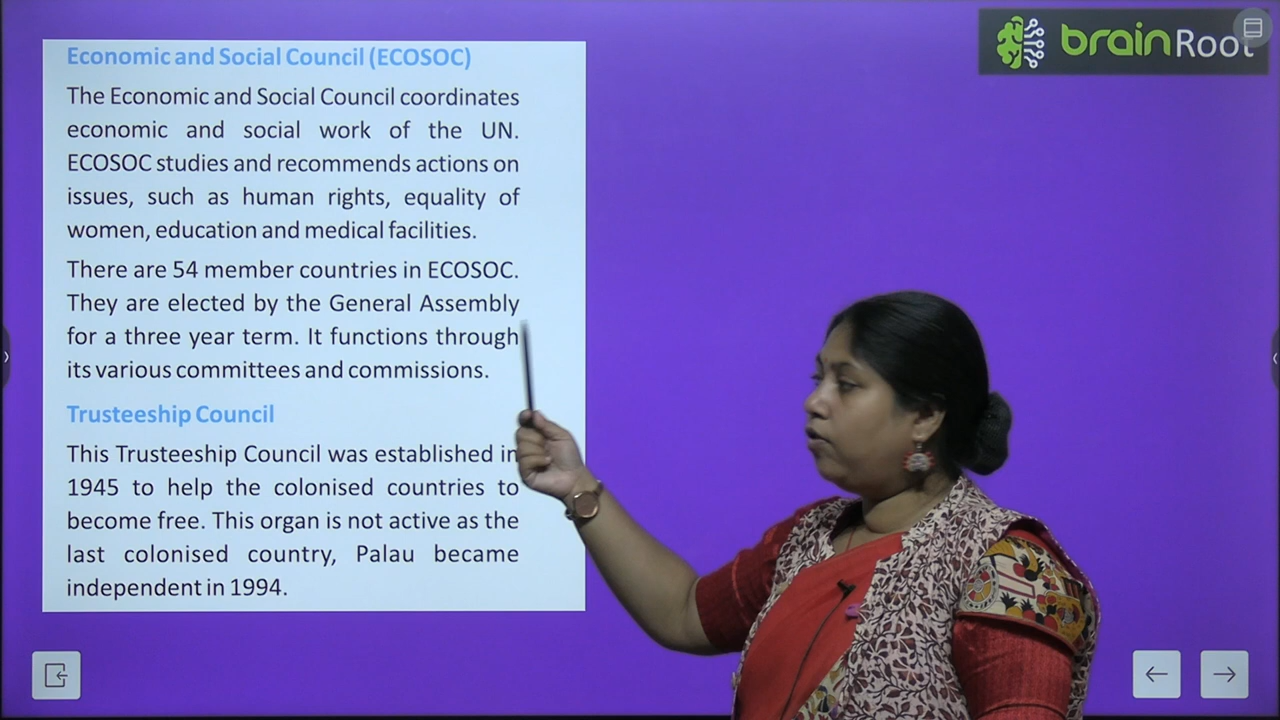 Economic and Social Council (ECOSOC)
The Economic and Social Council coordinates
economic and social work of the UN.
ECOSOC studies and recommends actions on
issues, such as human rights, equality of
women, education and medical facilities.
There are 54 member countries in ECOSOC.
They are elected by the General Assembly
for a three year term. It functions through
its various committees and commissions.
Trusteeship Council
This Trusteeship Council was established in
1945 to help the colonised countries to
become free. This organ is not active as the
last colonised country, Palau became
independent in 1994.
brainRoot